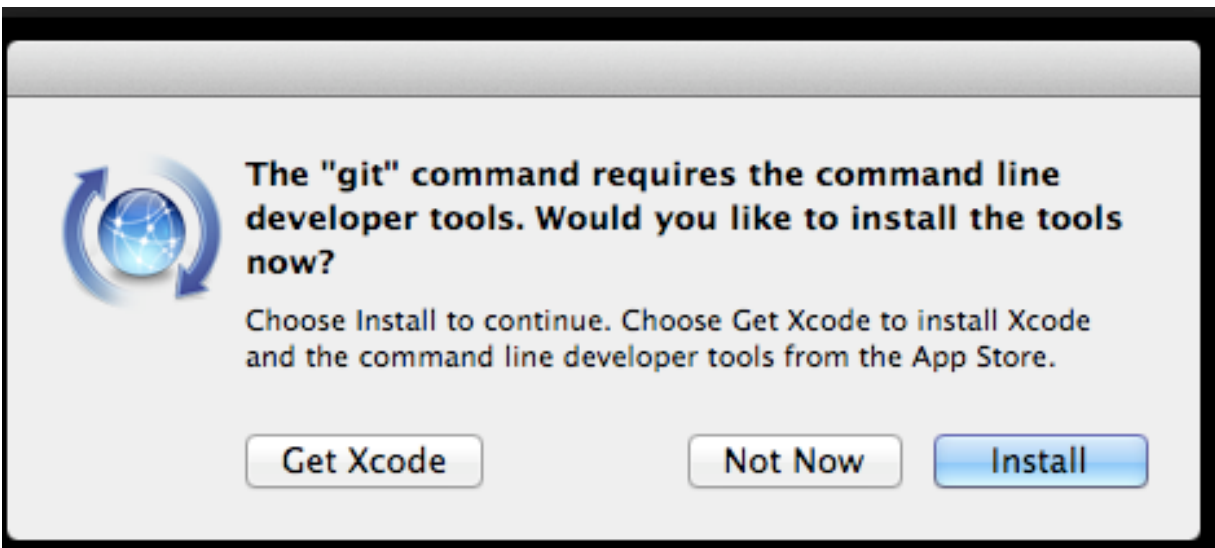 The "git" command requires the command line
developer tools. Would you like to install the tools
now?
Choose Install to continue. Choose Get Xcode to install Xcode
and the command line developer tools from the App Store.
Get Xcode
Not Now
Install